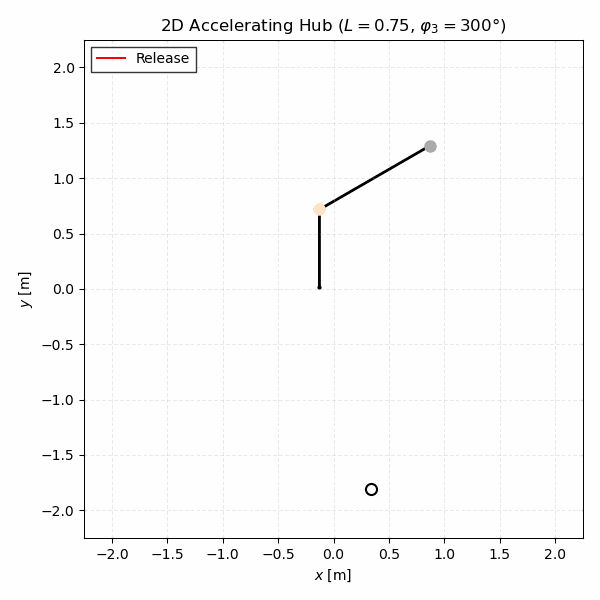 2D Accelerating Hub (L = 0.75, φ₃ = 300°)
Release
2.0
1.5
1.0
0.5
0.0
−0.5
−1.0
−1.5
−2.0
y [m]
−2.0 −1.5 −1.0 −0.5 0.0 0.5 1.0 1.5 2.0
x [m]